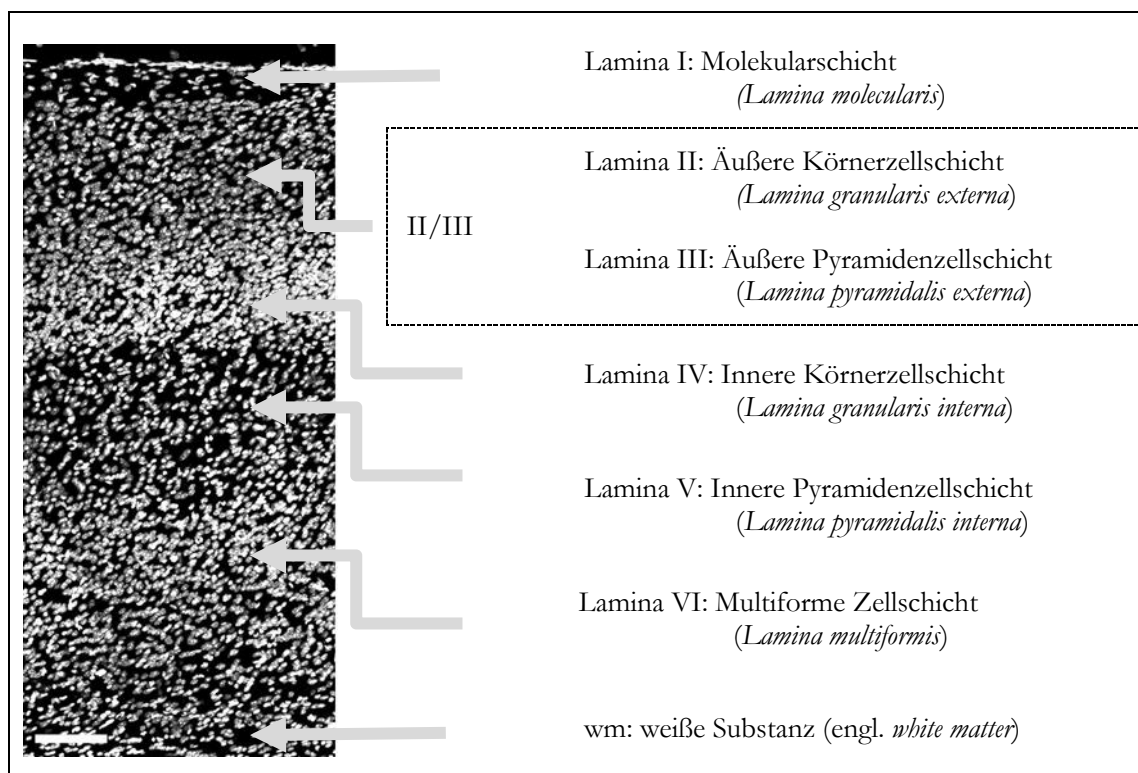 Lamina I: Molekularschicht
(Lamina molecularis)
Lamina II: Äußere Körnerzellschicht
(Lamina granularis externa)
II/III
Lamina III: Äußere Pyramidenzellschicht
(Lamina pyramidalis externa)
Lamina IV: Innere Körnerzellschicht
(Lamina granularis interna)
Lamina V: Innere Pyramidenzellschicht
(Lamina pyramidalis interna)
Lamina VI: Multiforme Zellschicht
(Lamina multiformis)
wm: weiße Substanz (engl. white matter)